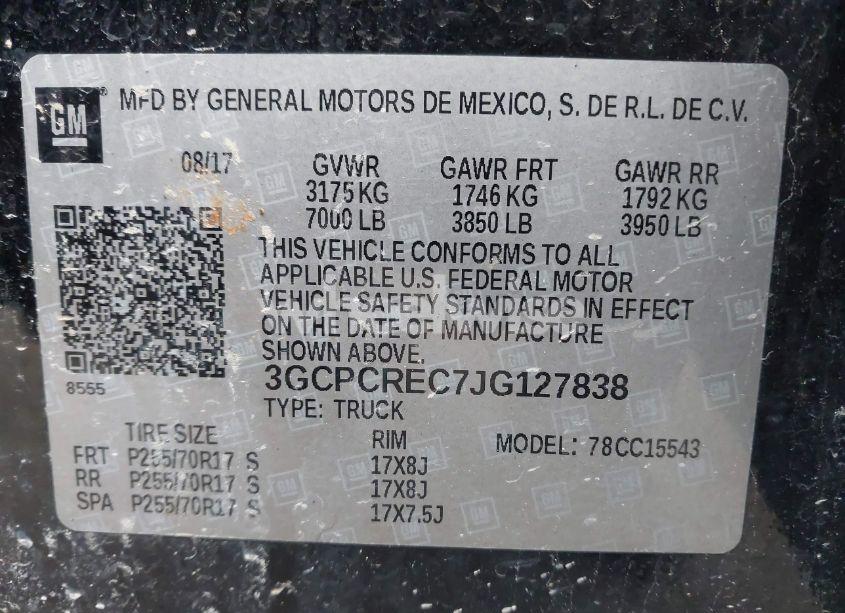 GM ® MFD BY GENERAL MOTORS DE MEXICO, S. DE R.L. DE C.V.
08/17 GVWR GAWR FRT GAWR RR
3175 KG 1746 KG 1792 KG
7000 LB 3850 LB 3950 LB
THIS VEHICLE CONFORMS TO ALL
APPLICABLE U.S. FEDERAL MOTOR
VEHICLE SAFETY STANDARDS IN EFFECT
ON THE DATE OF MANUFACTURE
SHOWN ABOVE.
8555
3GCPCREC7JG127838
TYPE: TRUCK
TIRE SIZE RIM MODEL: 78CC15543
FRT P255/70R17 S 17X8J
RR P255/70R17 S 17X8J
SPA P255/70R17 S 17X7.5J